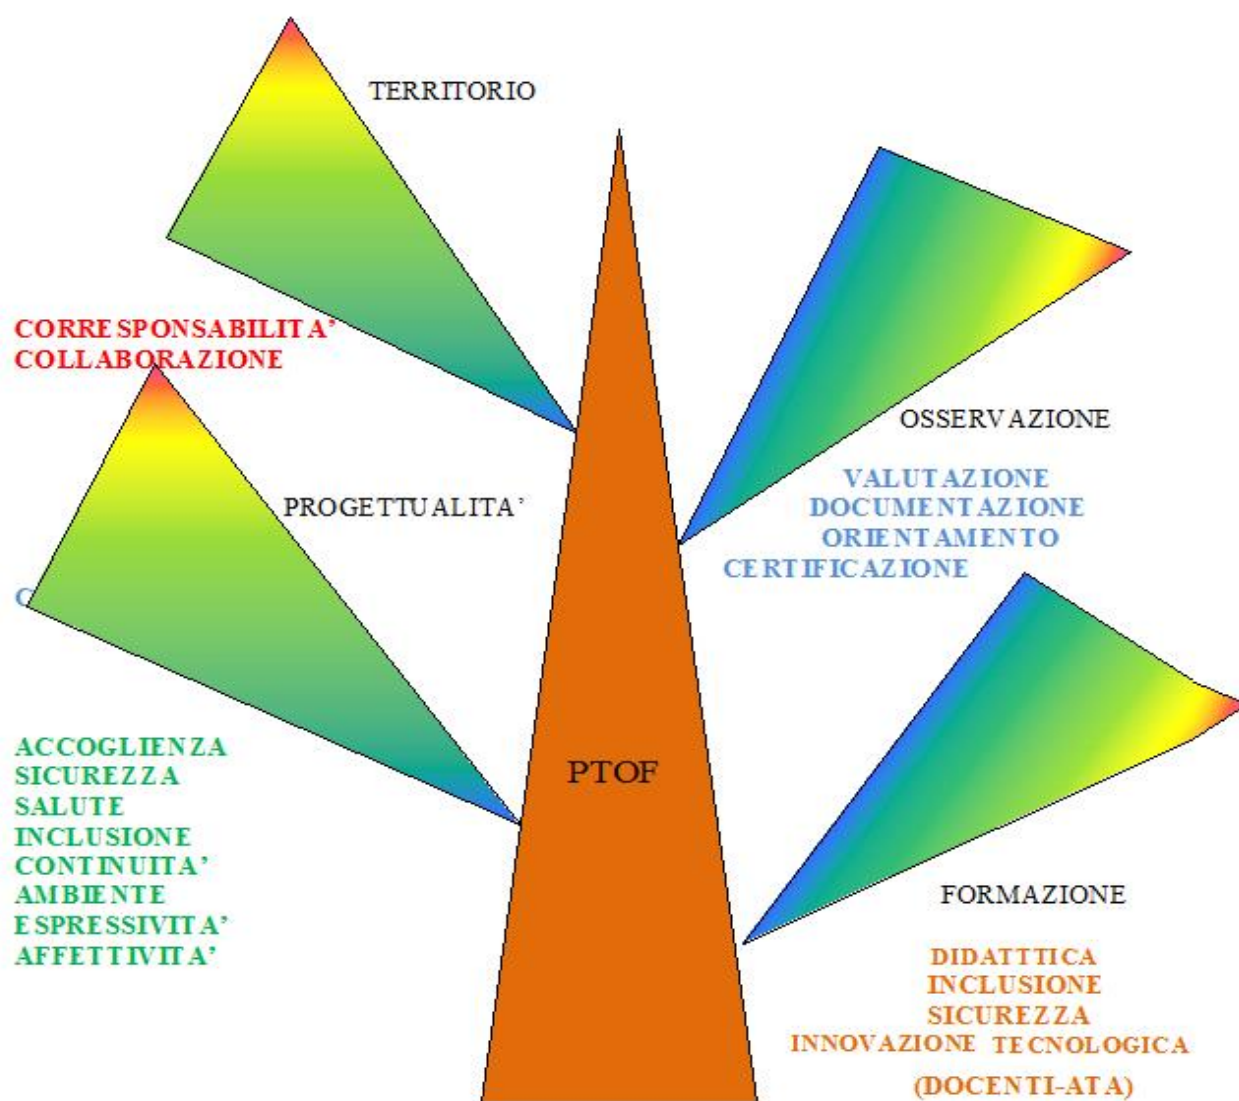 TERRITORIO
CORRESPONSABILITA'
COLLABORAZIONE
OSSERVAZIONE
VALUTAZIONE
DOCUMENTAZIONE
ORIENTAMENTO
CERTIFICAZIONE
PROGETTUALITA'
ACCOGLIENZA
SICUREZZA
SALUTE
INCLUSIONE
CONTINUITA'
AMBIENTE
ESPRESSIVITA'
AFFETTIVITA'
PTOF
FORMAZIONE
DIDATTTICA
INCLUSIONE
SICUREZZA
INNOVAZIONE TECNOLOGICA
(DOCENTI-ATA)